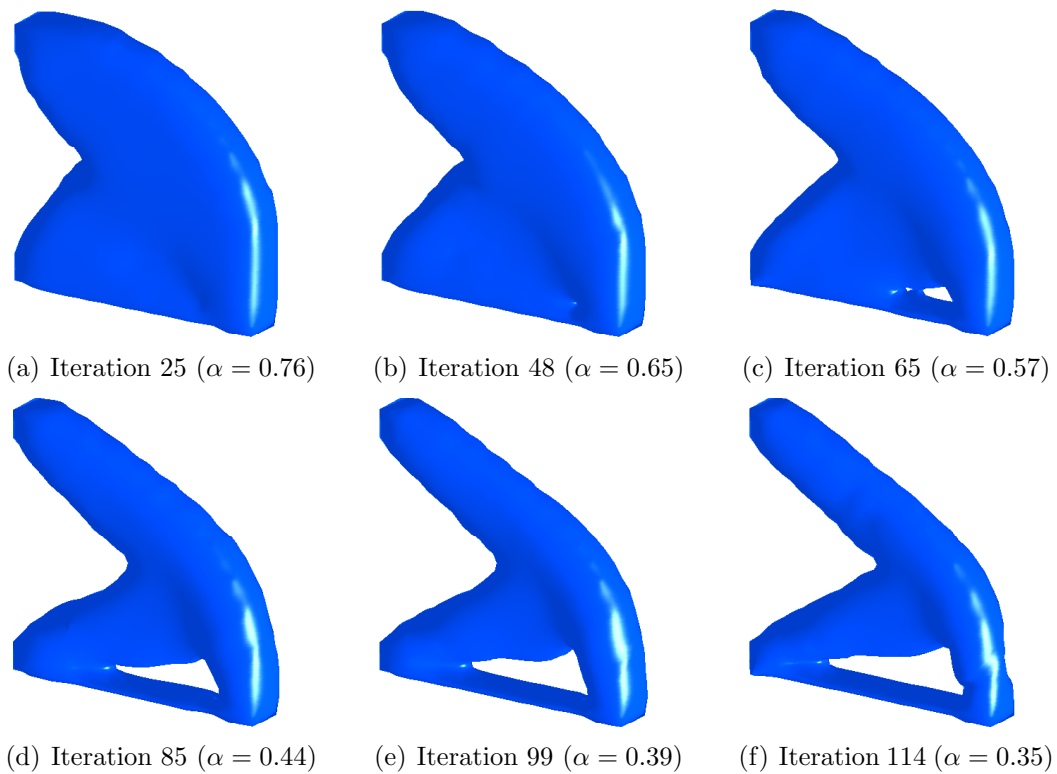 (a) Iteration 25 (α = 0.76)
(b) Iteration 48 (α = 0.65)
(c) Iteration 65 (α = 0.57)
(d) Iteration 85 (α = 0.44)
(e) Iteration 99 (α = 0.39)
(f) Iteration 114 (α = 0.35)